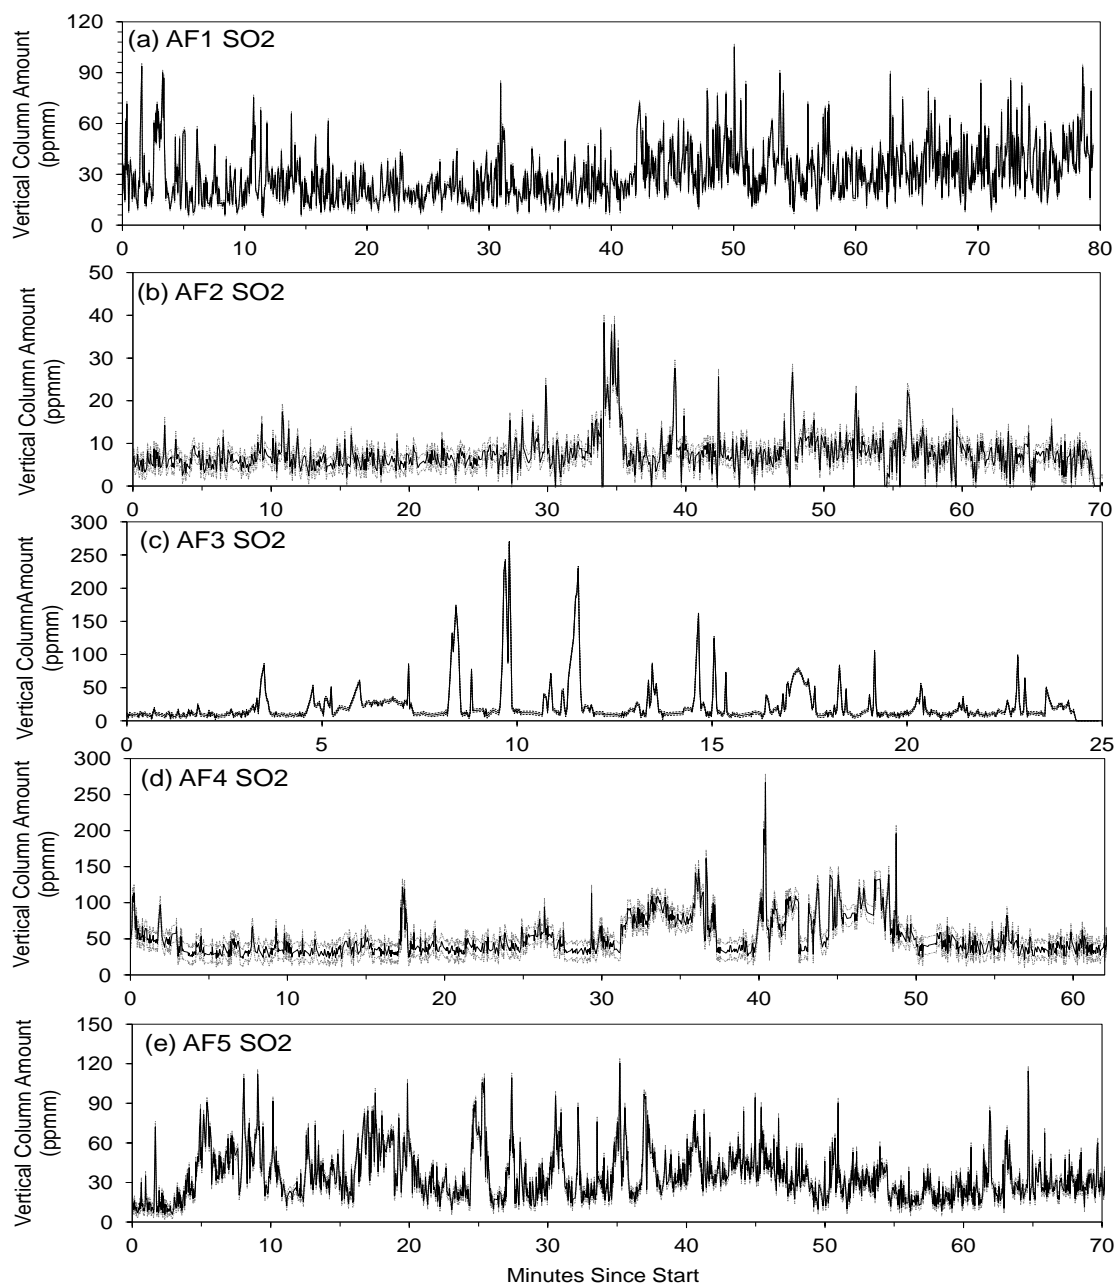 120
(a) AF1 SO2
90
60
30
0
Vertical Column Amount
(ppmm)
0 10 20 30 40 50 60 70 80
50
(b) AF2 SO2
40
30
20
10
0
Vertical Column Amount
(ppmm)
0 10 20 30 40 50 60 70
300
(c) AF3 SO2
250
200
150
100
50
0
Vertical ColumnAmount
(ppmm)
0 5 10 15 20 25
300
(d) AF4 SO2
250
200
150
100
50
0
Vertical Column Amount
(ppmm)
0 10 20 30 40 50 60
150
(e) AF5 SO2
120
90
60
30
0
Vertical Column Amount
(ppmm)
0 10 20 30 40 50 60 70
Minutes Since Start